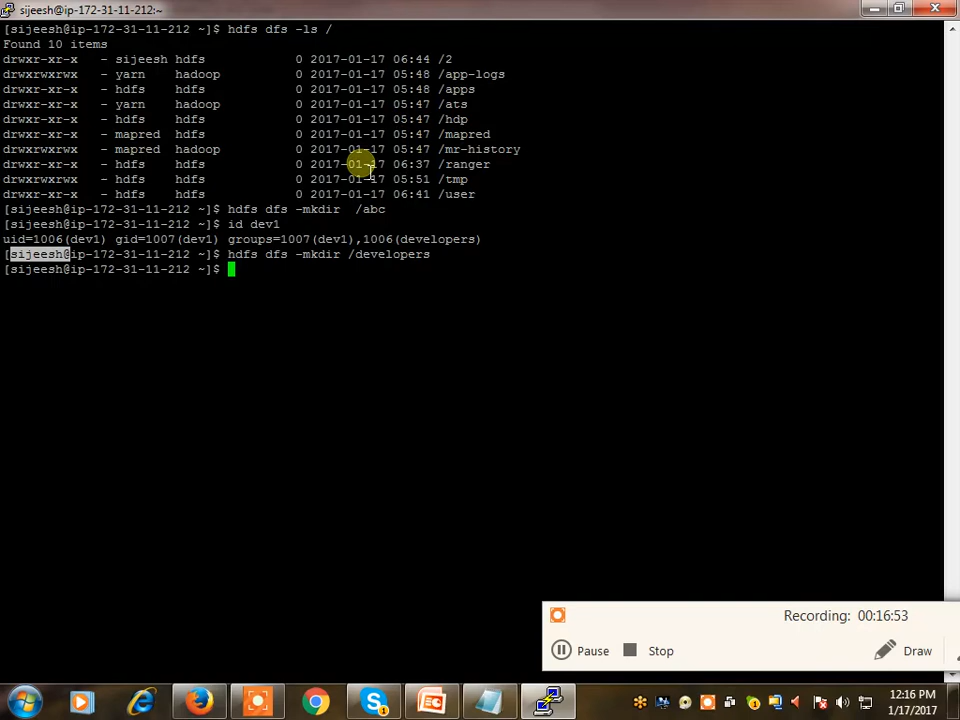 sijeesh@ip-172-31-11-212:~
[sijeesh@ip-172-31-11-212 ~]$ hdfs dfs -ls /
Found 10 items
drwxr-xr-x   - sijeesh hdfs            0 2017-01-17 06:44 /2
drwxrwxrwx   - yarn    hadoop          0 2017-01-17 05:48 /app-logs
drwxr-xr-x   - hdfs    hdfs            0 2017-01-17 05:48 /apps
drwxr-xr-x   - yarn    hadoop          0 2017-01-17 05:47 /ats
drwxr-xr-x   - hdfs    hdfs            0 2017-01-17 05:47 /hdp
drwxr-xr-x   - mapred  hdfs            0 2017-01-17 05:47 /mapred
drwxrwxrwx   - mapred  hadoop          0 2017-01-17 05:47 /mr-history
drwxr-xr-x   - hdfs    hdfs            0 2017-01-17 06:37 /ranger
drwxrwxrwx   - hdfs    hdfs            0 2017-01-17 05:51 /tmp
drwxr-xr-x   - hdfs    hdfs            0 2017-01-17 06:41 /user
[sijeesh@ip-172-31-11-212 ~]$ hdfs dfs -mkdir  /abc
[sijeesh@ip-172-31-11-212 ~]$ id dev1
uid=1006(dev1) gid=1007(dev1) groups=1007(dev1),1006(developers)
[sijeesh@ip-172-31-11-212 ~]$ hdfs dfs -mkdir /developers
[sijeesh@ip-172-31-11-212 ~]$
Recording: 00:16:53
Pause Stop Draw
12:16 PM
1/17/2017